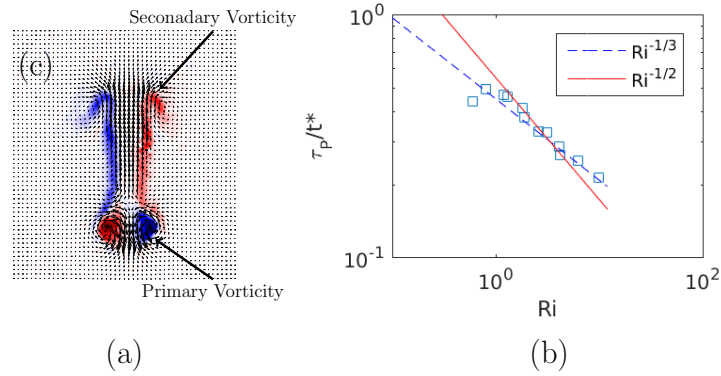 Seconadary Vorticity
(c)
Primary Vorticity
(a)
10^0
10^-1
τ_P/t*
Ri^-1/3
Ri^-1/2
10^0
10^2
Ri
(b)